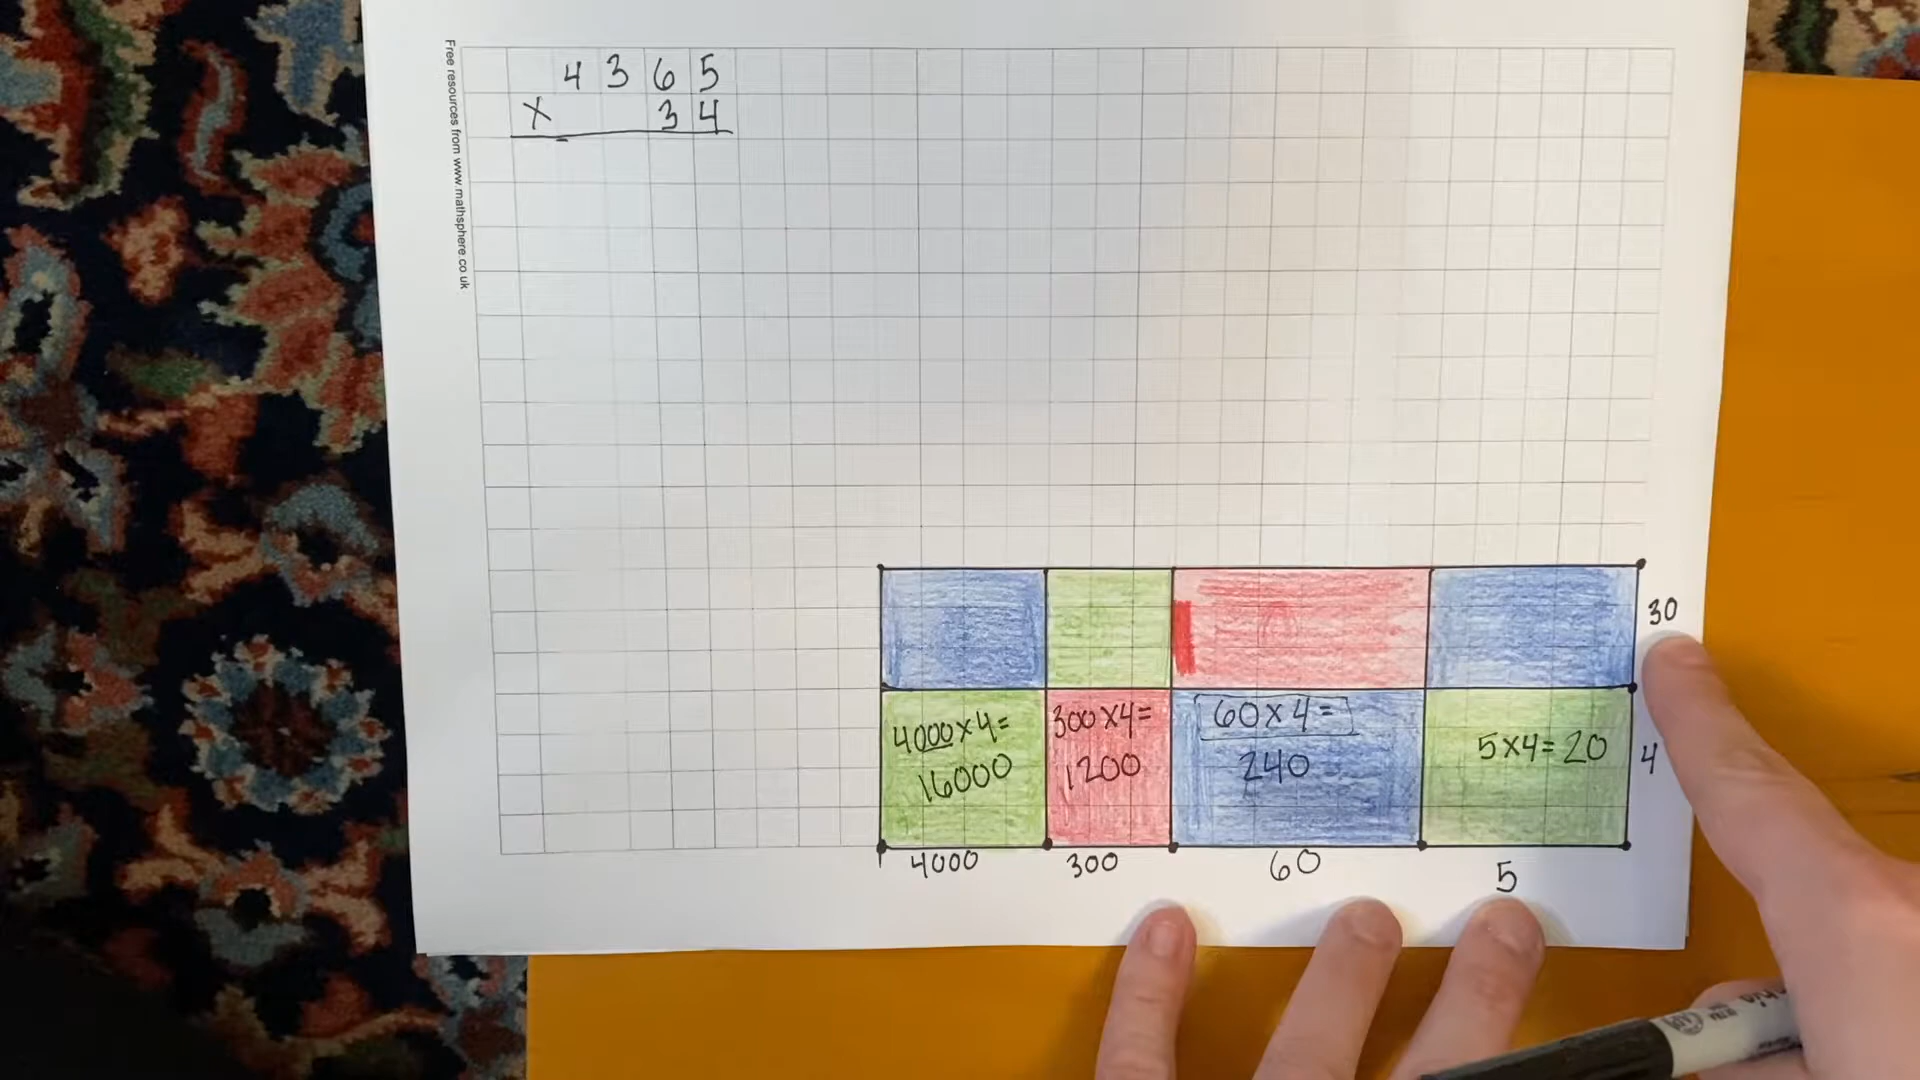 Free resources from www.mathsphere.co.uk
4 3 6 5
X 3 4
30
4000x4=
16000
300x4=
1200
60x4=
240
5x4=20
4
4000
300
60
5